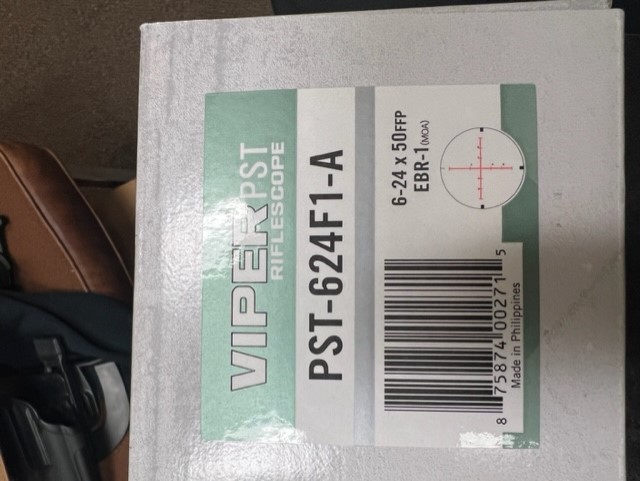 VIPER PST
RIFLESCOPE
PST-624F1-A
6-24 x 50FFP
EBR-1(MOA)
8 75874 00271 5
Made in Philippines